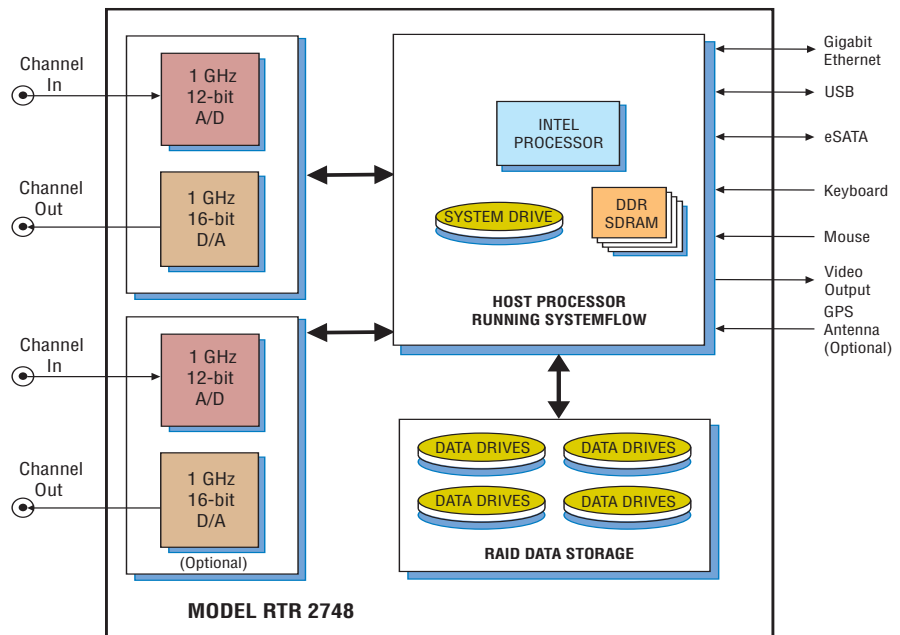 Channel
In
1 GHz
12-bit
A/D
Channel
Out
1 GHz
16-bit
D/A
Channel
In
1 GHz
12-bit
A/D
Channel
Out
1 GHz
16-bit
D/A
(Optional)
INTEL
PROCESSOR
SYSTEM DRIVE
DDR
SDRAM
HOST PROCESSOR
RUNNING SYSTEMFLOW
Gigabit
Ethernet
USB
eSATA
Keyboard
Mouse
Video
Output
GPS
Antenna
(Optional)
DATA DRIVES
DATA DRIVES
DATA DRIVES
DATA DRIVES
RAID DATA STORAGE
MODEL RTR 2748